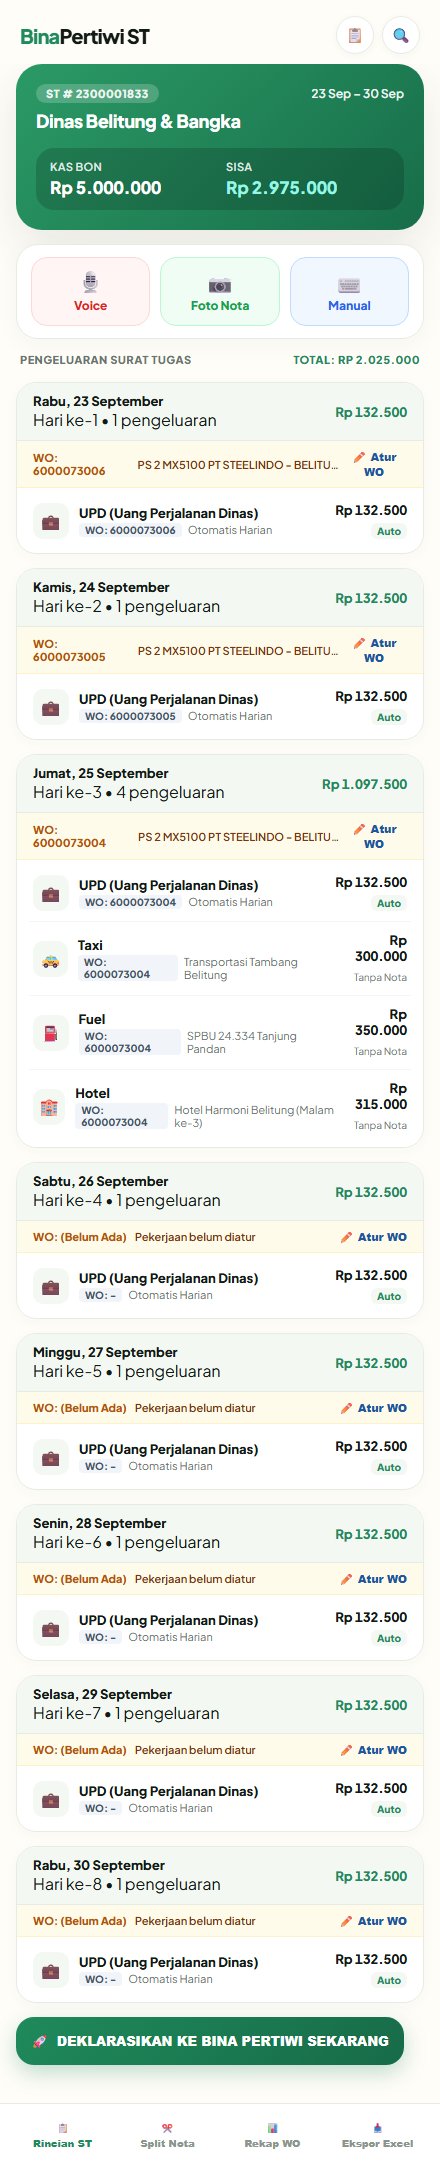 BinaPertiwi ST
ST # 2300001833
23 Sep – 30 Sep
Dinas Belitung & Bangka
KAS BON
SISA
Rp 5.000.000
Rp 2.975.000
Voice
Foto Nota
Manual
PENGELUARAN SURAT TUGAS
TOTAL: RP 2.025.000
Rabu, 23 September
Hari ke-1 • 1 pengeluaran
Rp 132.500
WO:
6000073006
PS 2 MX5100 PT STEELINDO - BELITU...
Atur
WO
UPD (Uang Perjalanan Dinas)
Rp 132.500
WO: 6000073006
Otomatis Harian
Auto
Kamis, 24 September
Hari ke-2 • 1 pengeluaran
Rp 132.500
WO:
6000073005
PS 2 MX5100 PT STEELINDO - BELITU...
Atur
WO
UPD (Uang Perjalanan Dinas)
Rp 132.500
WO: 6000073005
Otomatis Harian
Auto
Jumat, 25 September
Hari ke-3 • 4 pengeluaran
Rp 1.097.500
WO:
6000073004
PS 2 MX5100 PT STEELINDO - BELITU...
Atur
WO
UPD (Uang Perjalanan Dinas)
Rp 132.500
WO: 6000073004
Otomatis Harian
Auto
Taxi
WO:
6000073004
Transportasi Tambang
Belitung
Rp
300.000
Tanpa Nota
Fuel
WO:
6000073004
SPBU 24.334 Tanjung
Pandan
Rp
350.000
Tanpa Nota
Hotel
WO:
6000073004
Hotel Harmoni Belitung (Malam
ke-3)
Rp
315.000
Tanpa Nota
Sabtu, 26 September
Hari ke-4 • 1 pengeluaran
Rp 132.500
WO: (Belum Ada)
Pekerjaan belum diatur
Atur WO
UPD (Uang Perjalanan Dinas)
Rp 132.500
WO: -
Otomatis Harian
Auto
Minggu, 27 September
Hari ke-5 • 1 pengeluaran
Rp 132.500
WO: (Belum Ada)
Pekerjaan belum diatur
Atur WO
UPD (Uang Perjalanan Dinas)
Rp 132.500
WO: -
Otomatis Harian
Auto
Senin, 28 September
Hari ke-6 • 1 pengeluaran
Rp 132.500
WO: (Belum Ada)
Pekerjaan belum diatur
Atur WO
UPD (Uang Perjalanan Dinas)
Rp 132.500
WO: -
Otomatis Harian
Auto
Selasa, 29 September
Hari ke-7 • 1 pengeluaran
Rp 132.500
WO: (Belum Ada)
Pekerjaan belum diatur
Atur WO
UPD (Uang Perjalanan Dinas)
Rp 132.500
WO: -
Otomatis Harian
Auto
Rabu, 30 September
Hari ke-8 • 1 pengeluaran
Rp 132.500
WO: (Belum Ada)
Pekerjaan belum diatur
Atur WO
UPD (Uang Perjalanan Dinas)
Rp 132.500
WO: -
Otomatis Harian
Auto
DEKLARASIKAN KE BINA PERTIWI SEKARANG
Rincian ST
Split Nota
Rekap WO
Ekspor Excel